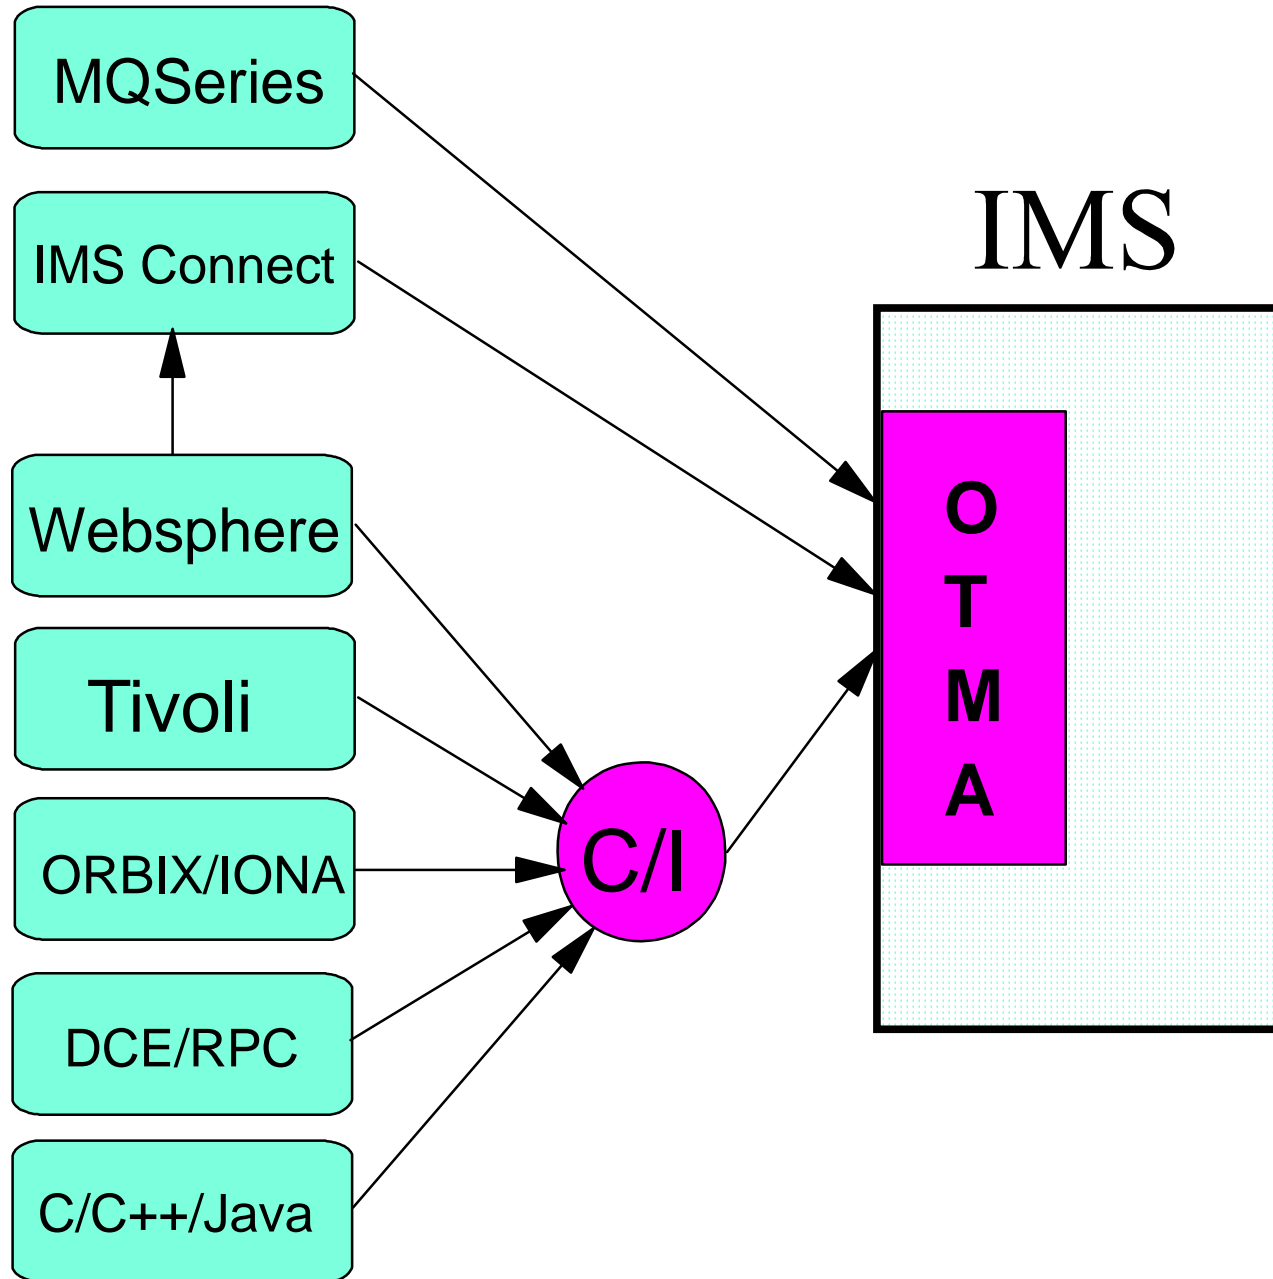 MQSeries
IMS Connect
Websphere
Tivoli
ORBIX/IONA
DCE/RPC
C/C++/Java
C/I
IMS
O
T
M
A